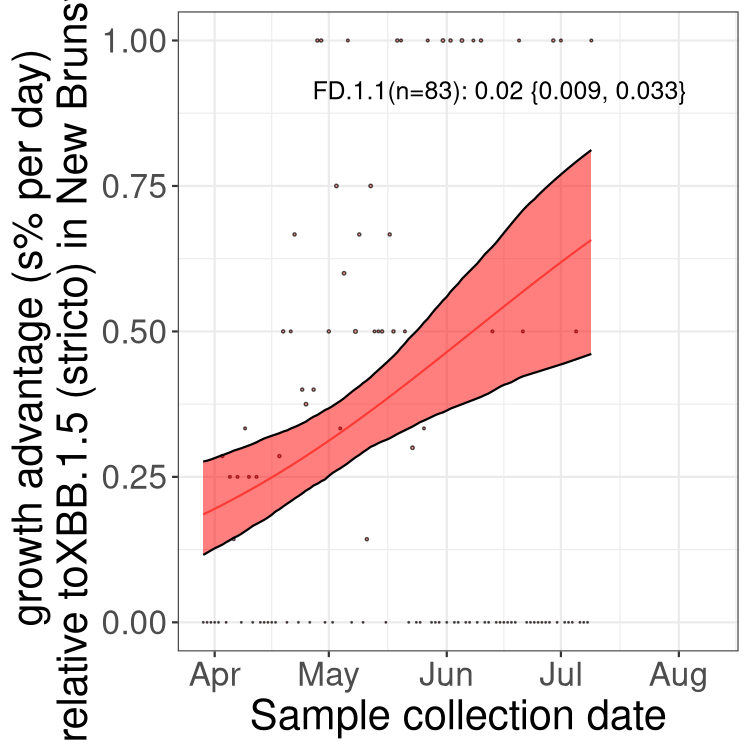 growth advantage (s% per day)
relative toXBB.1.5 (stricto) in New Bruns
1.00
0.75
0.50
0.25
0.00
FD.1.1(n=83): 0.02 {0.009, 0.033}
Apr May Jun Jul Aug
Sample collection date